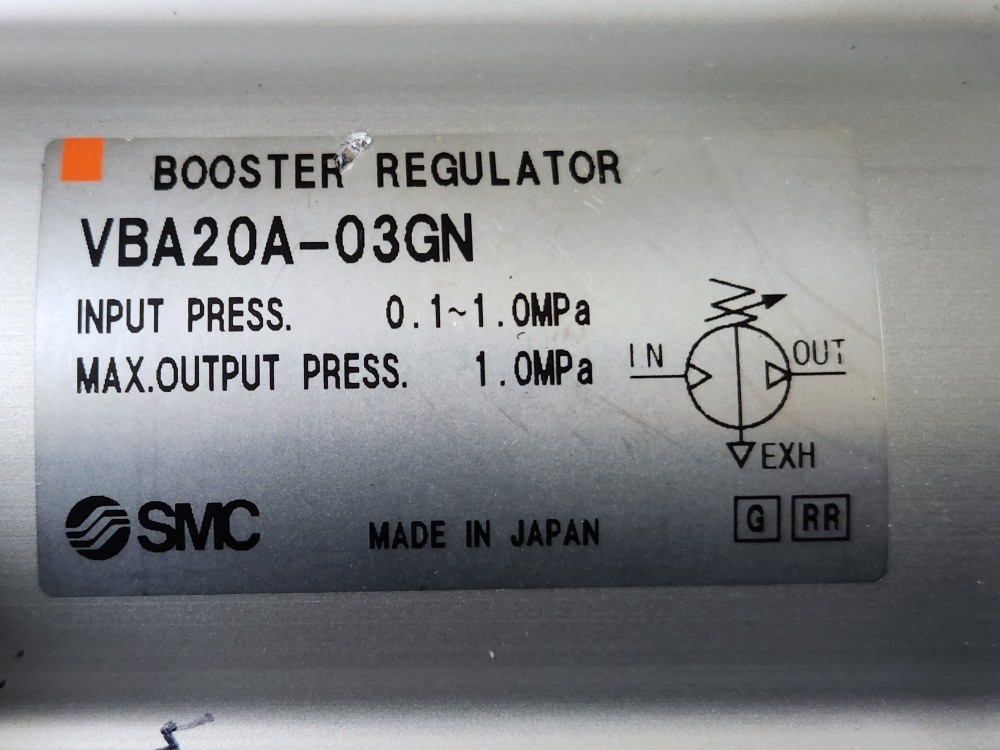 BOOSTER REGULATOR
VBA20A-03GN
INPUT PRESS. 0.1~1.0MPa
MAX.OUTPUT PRESS. 1.0MPa
IN
OUT
EXH
SMC
MADE IN JAPAN
G RR